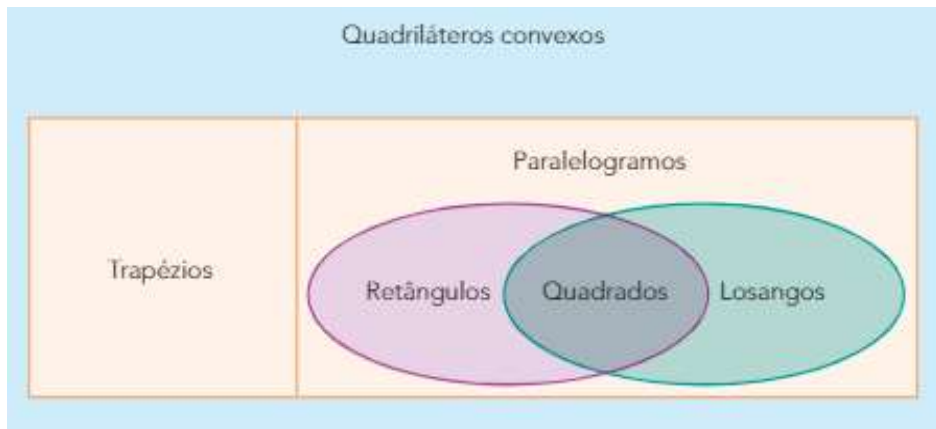 Quadriláteros convexos
Paralelogramos
Trapézios
Retângulos Quadrados Losangos